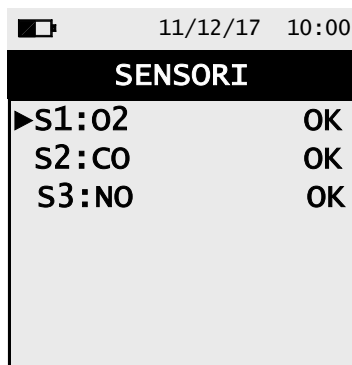 11/12/17 10:00
SENSORI
►S1:O2 OK
S2:CO OK
S3:NO OK